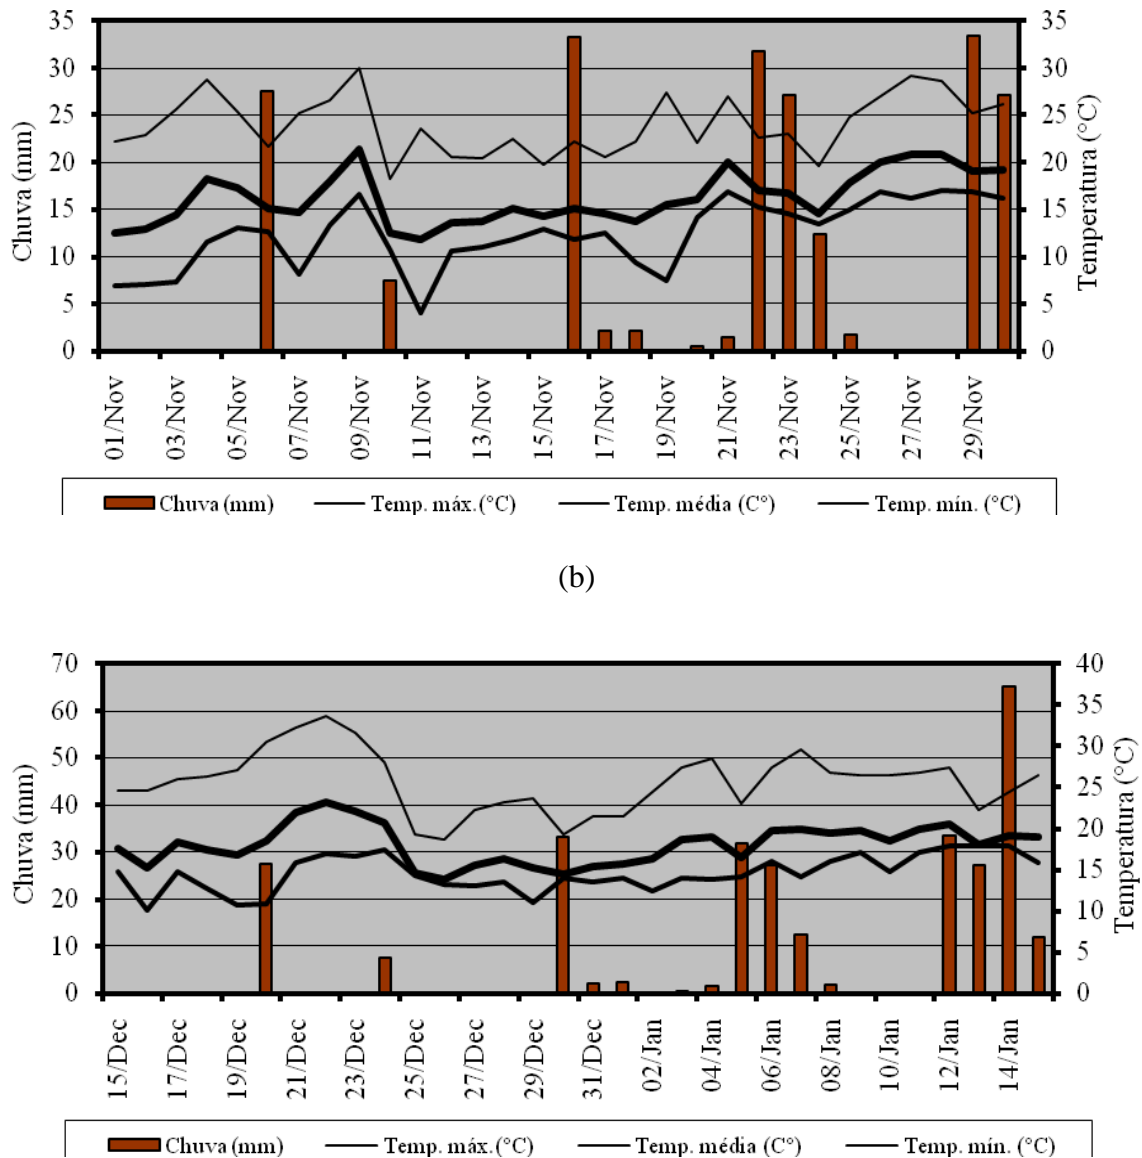 35 35
30 30
25 25
20 20
15 15
10 10
5 5
0 0
Chuva (mm)
Temperatura (°C)
01/Nov 03/Nov 05/Nov 07/Nov 09/Nov 11/Nov 13/Nov 15/Nov 17/Nov 19/Nov 21/Nov 23/Nov 25/Nov 27/Nov 29/Nov
Chuva (mm) Temp. máx.(°C) Temp. média (C°) Temp. mín. (°C)
(b)
70 40
60 35
50 30
40 25
30 20
20 15
10 10
0 5
0
Chuva (mm)
Temperatura (°C)
15/Dec 17/Dec 19/Dec 21/Dec 23/Dec 25/Dec 27/Dec 29/Dec 31/Dec 02/Jan 04/Jan 06/Jan 08/Jan 10/Jan 12/Jan 14/Jan
Chuva (mm) Temp. máx.(°C) Temp. média (C°) Temp. mín. (°C)